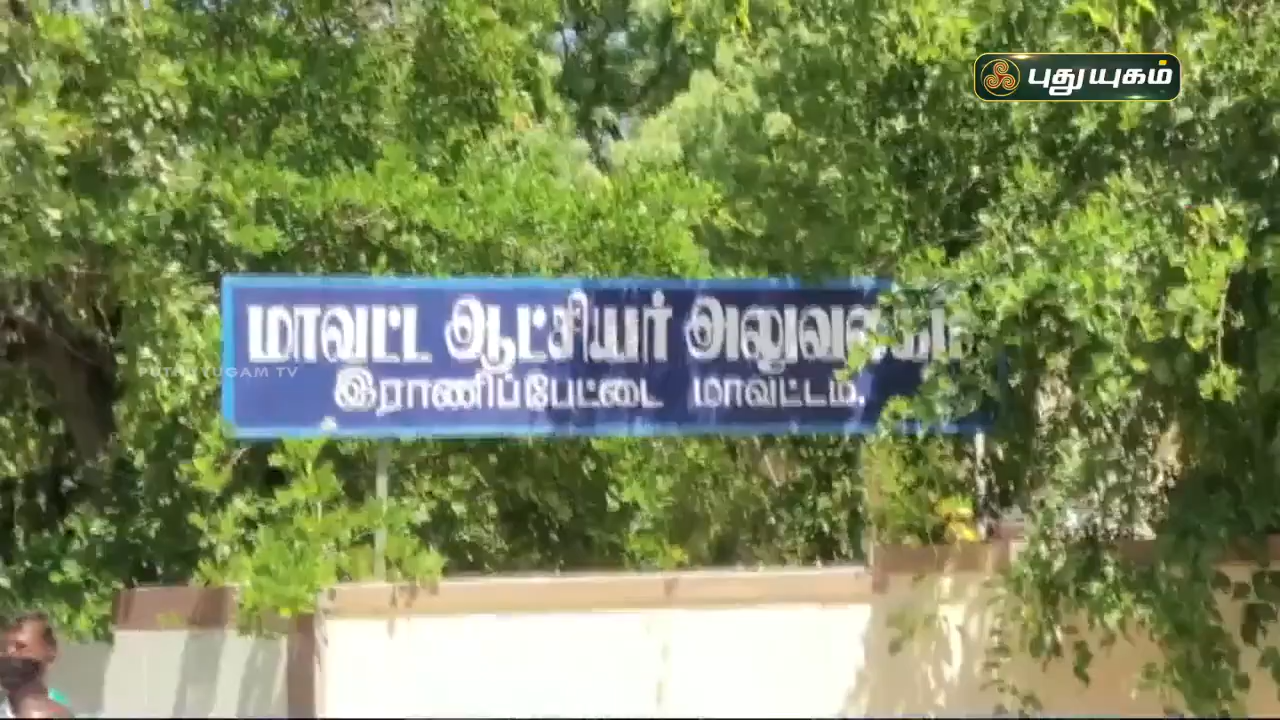 புதுயுகம்
மாவட்ட ஆட்சியர் அலுவலகம்
PUTHUYUGAM TV
இராணிப்பேட்டை மாவட்டம்.